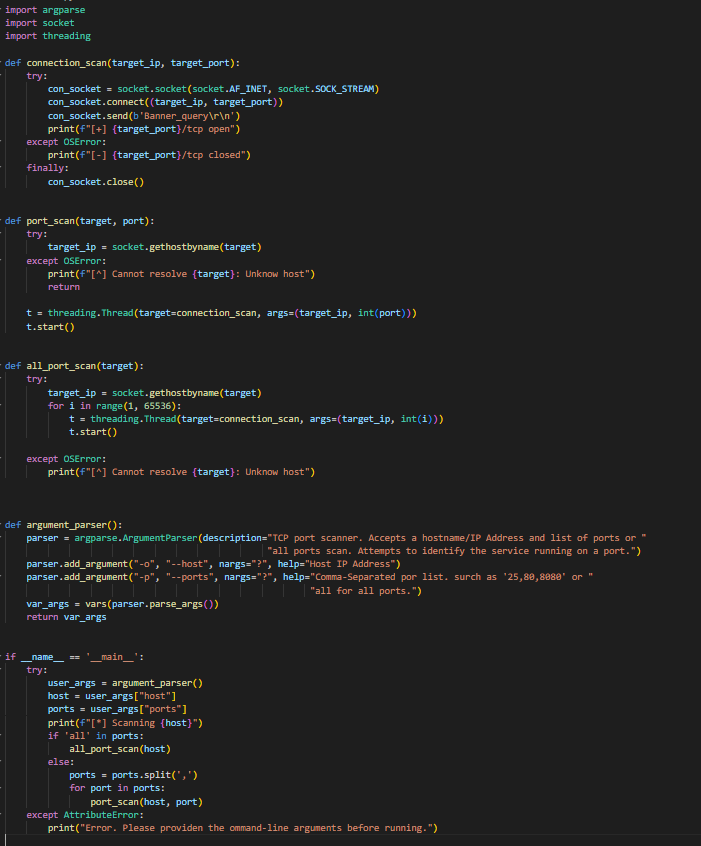 import argparse
import socket
import threading
def connection_scan(target_ip, target_port):
try:
con_socket = socket.socket(socket.AF_INET, socket.SOCK_STREAM)
con_socket.connect((target_ip, target_port))
con_socket.send(b'Banner_query\r\n')
print(f"[+] {target_port}/tcp open")
except OSError:
print(f"[-] {target_port}/tcp closed")
finally:
con_socket.close()
def port_scan(target, port):
try:
target_ip = socket.gethostbyname(target)
except OSError:
print(f"[^] Cannot resolve {target}: Unknow host")
return
t = threading.Thread(target=connection_scan, args=(target_ip, int(port)))
t.start()
def all_port_scan(target):
try:
target_ip = socket.gethostbyname(target)
for i in range(1, 65536):
t = threading.Thread(target=connection_scan, args=(target_ip, int(i)))
t.start()
except OSError:
print(f"[^] Cannot resolve {target}: Unknow host")
def argument_parser():
parser = argparse.ArgumentParser(description="TCP port scanner. Accepts a hostname/IP Address and list of ports or "
"all ports scan. Attempts to identify the service running on a port.")
parser.add_argument("-o", "--host", nargs="?", help="Host IP Address")
parser.add_argument("-p", "--ports", nargs="?", help="Comma-Separated por list. surch as '25,80,8080' or "
"all for all ports.")
var_args = vars(parser.parse_args())
return var_args
if __name__ == '__main__':
try:
user_args = argument_parser()
host = user_args["host"]
ports = user_args["ports"]
print(f"[*] Scanning {host}")
if 'all' in ports:
all_port_scan(host)
else:
ports = ports.split(',')
for port in ports:
port_scan(host, port)
except AttributeError:
print("Error. Please providen the ommand-line arguments before running.")